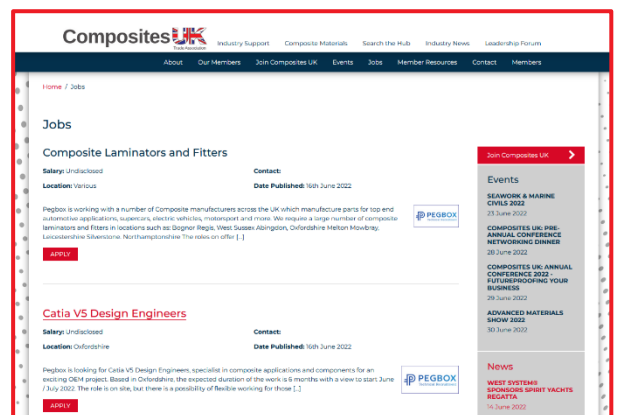 Composites UK
Trade Association
Industry Support Composite Materials Search the Hub Industry News Leadership Forum
About Our Members Join Composites UK Events Jobs Member Resources Contact Members
Home / Jobs
Jobs
Composite Laminators and Fitters
Salary: Undisclosed Contact:
Location: Various Date Published: 16th June 2022
Pegbox is working with a number of Composite manufacturers across the UK which manufacture parts for top end
automotive applications, supercars, electric vehicles, motorsport and more. We require a large number of composite
laminators and fitters in locations such as: Bognor Regis, West Sussex Abingdon, Oxfordshire Melton Mowbray,
Leicestershire Silverstone. Northamptonshire The roles on offer [..]
PEGBOX
APPLY
Catia V5 Design Engineers
Salary: Undisclosed Contact:
Location: Oxfordshire Date Published: 16th June 2022
Pegbox is looking for Catia V5 Design Engineers, specialist in composite applications and components for an
exciting OEM project. Based in Oxfordshire, the expected duration of the work is 6 months with a view to start June
/ July 2022. The role is on site, but there is a possibility of flexible working for those [..]
PEGBOX
APPLY
Join Composites UK
Events
SEAWORK & MARINE
CIVILS 2022
23 June 2022
COMPOSITES UK: PRE-
ANNUAL CONFERENCE
NETWORKING DINNER
28 June 2022
COMPOSITES UK: ANNUAL
CONFERENCE 2022 -
FUTUREPROOFING YOUR
BUSINESS
29 June 2022
ADVANCED MATERIALS
SHOW 2022
30 June 2022
News
WEST SYSTEM®
SPONSORS SPIRIT YACHTS
REGATTA
14 June 2022